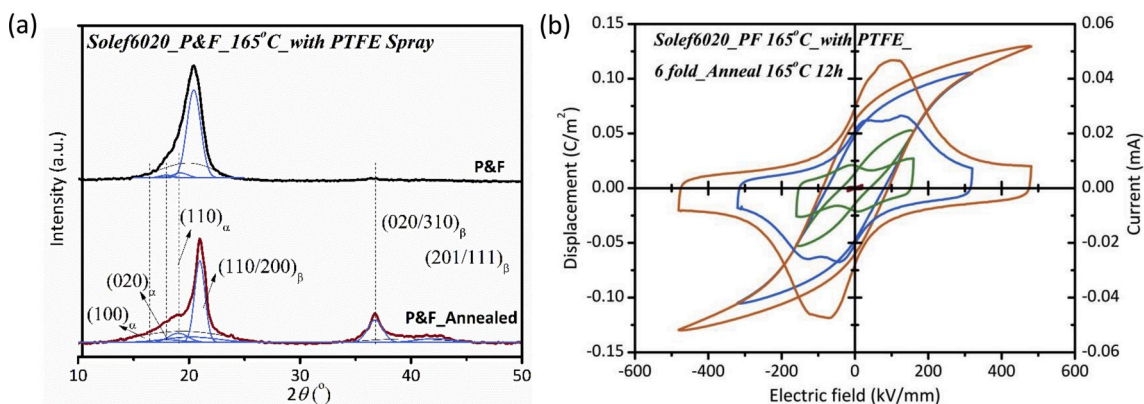 (a)
Solef6020_P&F_165°C_with PTFE Spray
Intensity (a.u.)
P&F
(110)α
(020)α
(100)α
(110/200)β
(020/310)β
(201/111)β
P&F_Annealed
10 20 30 40 50
2θ (°)
(b)
Solef6020_PF 165°C_with PTFE_
6 fold_Anneal 165°C 12h
Displacement (C/m²)
0.15
0.10
0.05
0.00
-0.05
-0.10
-0.15
Current (mA)
0.06
0.04
0.02
0.00
-0.02
-0.04
-0.06
-600 -400 -200 0 200 400 600
Electric field (kV/mm)